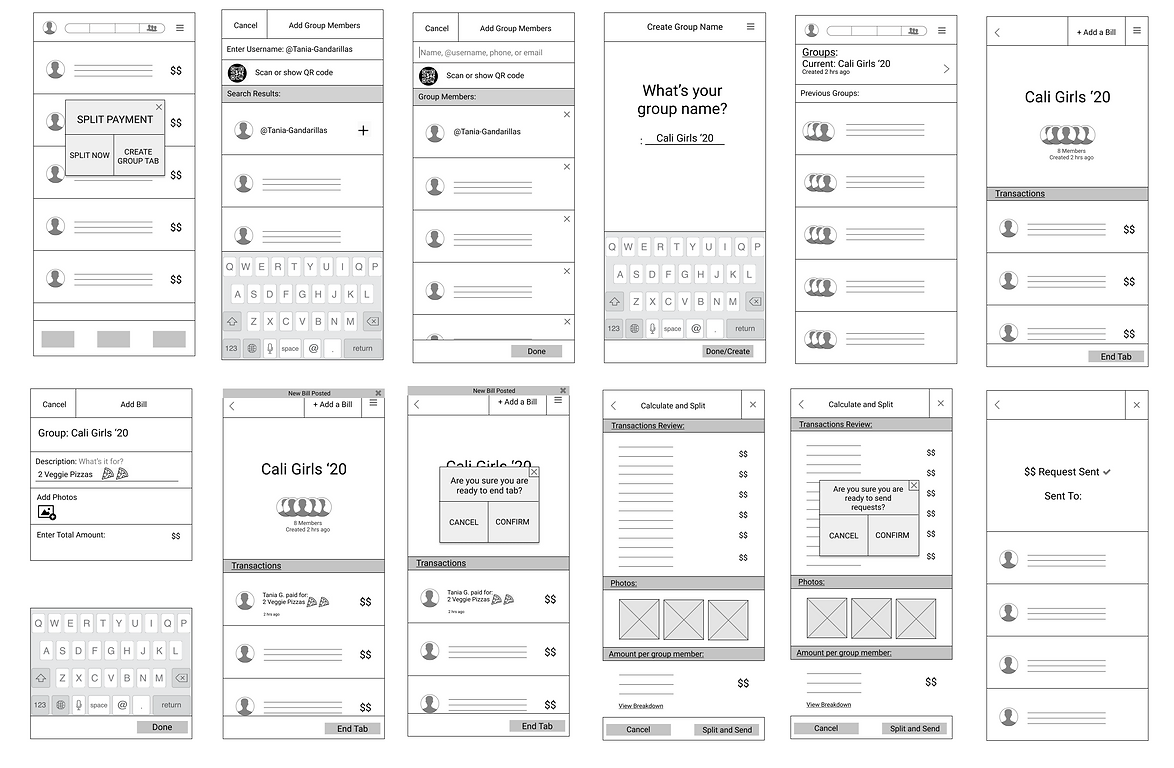 SPLIT PAYMENT
SPLIT NOW
CREATE
GROUP TAB
$$
$$
$$
$$
$$
Cancel
Add Group Members
Enter Username: @Tania-Gandarillas
Scan or show QR code
Search Results:
@Tania-Gandarillas
Q W E R T Y U I Q P
A S D F G H J K L
Z X C V B N M
123 space @ . return
Cancel
Add Group Members
Name, @username, phone, or email
Scan or show QR code
Group Members:
@Tania-Gandarillas
Done
Create Group Name
What's your
group name?
: Cali Girls '20
Q W E R T Y U I Q P
A S D F G H J K L
Z X C V B N M
123 space @ . return
Done/Create
Groups:
Current: Cali Girls '20
Created 2 hrs ago
Previous Groups:
+ Add a Bill
Cali Girls '20
8 Members
Created 2 hrs ago
Transactions
$$
$$
$$
End Tab
Cancel
Add Bill
Group: Cali Girls '20
Description: What's it for?
2 Veggie Pizzas
Add Photos
Enter Total Amount:
$$
Q W E R T Y U I Q P
A S D F G H J K L
Z X C V B N M
123 space @ . return
Done
New Bill Posted
+ Add a Bill
Cali Girls '20
8 Members
Created 2 hrs ago
Transactions
Tania G. paid for:
2 Veggie Pizzas
2 hrs ago
$$
$$
$$
End Tab
New Bill Posted
+ Add a Bill
Cali Girls '20
Are you sure you are
ready to end tab?
CANCEL
CONFIRM
Transactions
Tania G. paid for:
2 Veggie Pizzas
2 hrs ago
$$
$$
$$
End Tab
Calculate and Split
Transactions Review:
$$
$$
$$
$$
$$
$$
Photos:
Amount per group member:
$$
View Breakdown
Cancel
Split and Send
Calculate and Split
Transactions Review:
$$
$$
$$
$$
$$
$$
Are you sure you are
ready to send
requests?
CANCEL
CONFIRM
Photos:
Amount per group member:
$$
View Breakdown
Cancel
Split and Send
$$ Request Sent
Sent To: